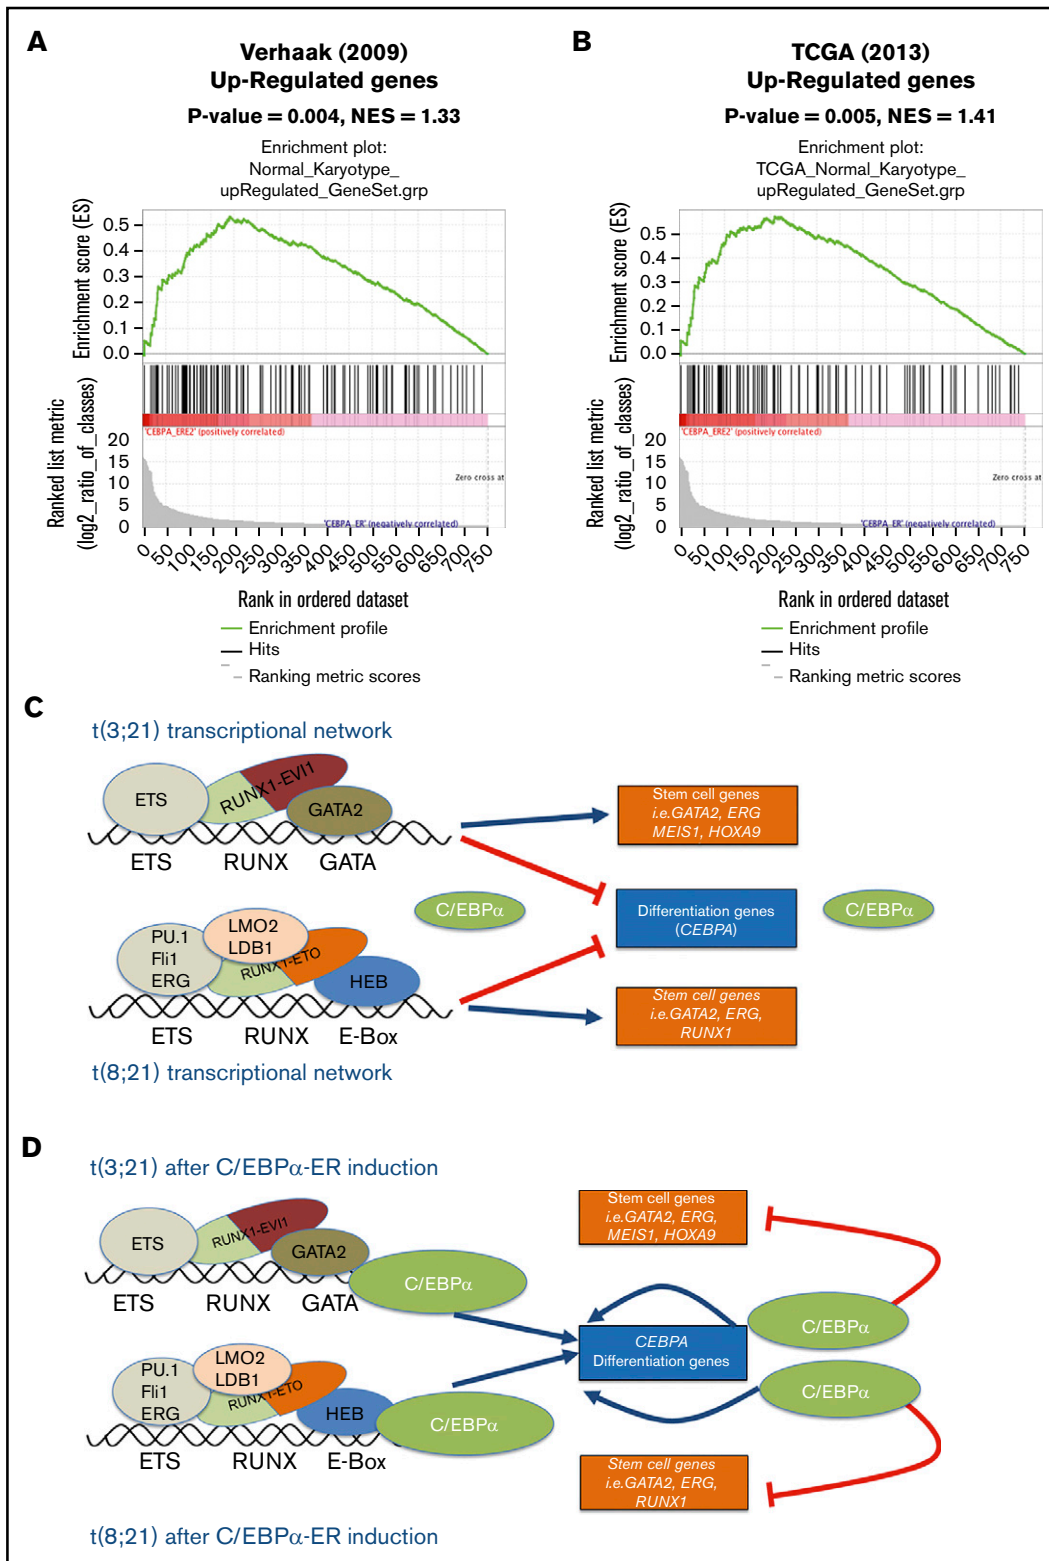 A
Verhaak (2009)
Up-Regulated genes
P-value = 0.004, NES = 1.33
Enrichment plot:
Normal_Karyotype_
upRegulated_GeneSet.grp
Enrichment score (ES)
0.5
0.4
0.3
0.2
0.1
0.0
'CEBPA_ERE2' (positively correlated)
Ranked list metric
(log2_ratio_of_classes)
20
15
10
5
0
Zero cross at
'CEBPA_ER' (negatively correlated)
0 50 100 150 200 250 300 350 400 450 500 550 600 650 700 750
Rank in ordered dataset
Enrichment profile
Hits
Ranking metric scores
B
TCGA (2013)
Up-Regulated genes
P-value = 0.005, NES = 1.41
Enrichment plot:
TCGA_Normal_Karyotype_
upRegulated_GeneSet.grp
Enrichment score (ES)
0.5
0.4
0.3
0.2
0.1
0.0
'CEBPA_ERE2' (positively correlated)
Ranked list metric
(log2_ratio_of_classes)
20
15
10
5
0
Zero cross at
'CEBPA_ER' (negatively correlated)
0 50 100 150 200 250 300 350 400 450 500 550 600 650 700 750
Rank in ordered dataset
Enrichment profile
Hits
Ranking metric scores
C
t(3;21) transcriptional network
ETS
RUNX1-EVI1
GATA2
ETS RUNX GATA
Stem cell genes
i.e.GATA2, ERG
MEIS1, HOXA9
C/EBPα
Differentiation genes
(CEBPA)
C/EBPα
PU.1
Fli1
ERG
LMO2
LDB1
RUNX1-ETO
HEB
ETS RUNX E-Box
Stem cell genes
i.e.GATA2, ERG,
RUNX1
t(8;21) transcriptional network
D
t(3;21) after C/EBPα-ER induction
ETS
RUNX1-EVI1
GATA2
C/EBPα
ETS RUNX GATA
Stem cell genes
i.e.GATA2, ERG,
MEIS1, HOXA9
C/EBPα
CEBPA
Differentiation genes
C/EBPα
PU.1
Fli1
ERG
LMO2
LDB1
RUNX1-ETO
HEB
C/EBPα
ETS RUNX E-Box
Stem cell genes
i.e.GATA2, ERG,
RUNX1
t(8;21) after C/EBPα-ER induction